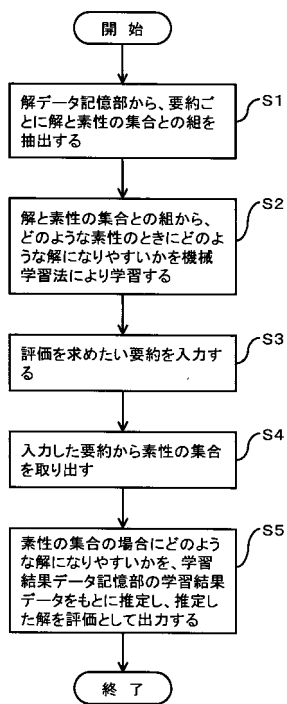 開 始
解データ記憶部から、要約ご
とに解と素性の集合との組を
抽出する
S1
解と素性の集合との組から、
どのような素性のときにどのよ
うな解になりやすいかを機械
学習法により学習する
S2
評価を求めたい要約を入力す
る
S3
入力した要約から素性の集合
を取り出す
S4
素性の集合の場合にどのよう
な解になりやすいかを、学習
結果データ記憶部の学習結果
データをもとに推定し、推定し
た解を評価として出力する
S5
終 了